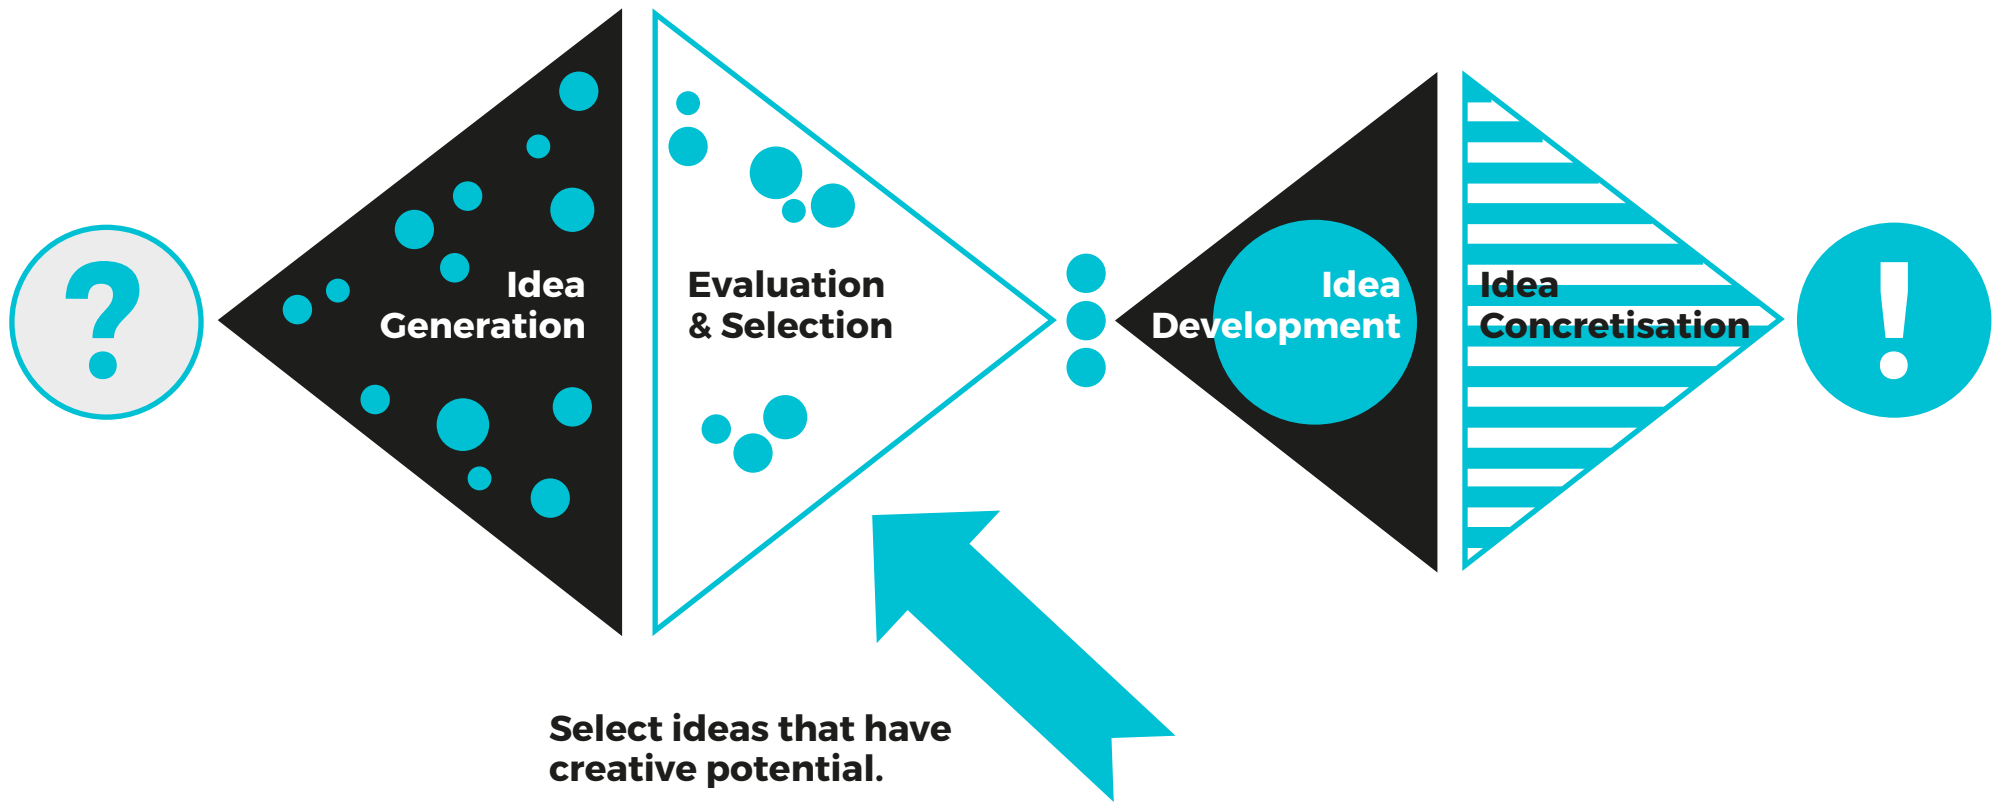 ?
Idea
Generation
Evaluation
& Selection
Idea
Development
Idea
Concretisation
!
Select ideas that have
creative potential.